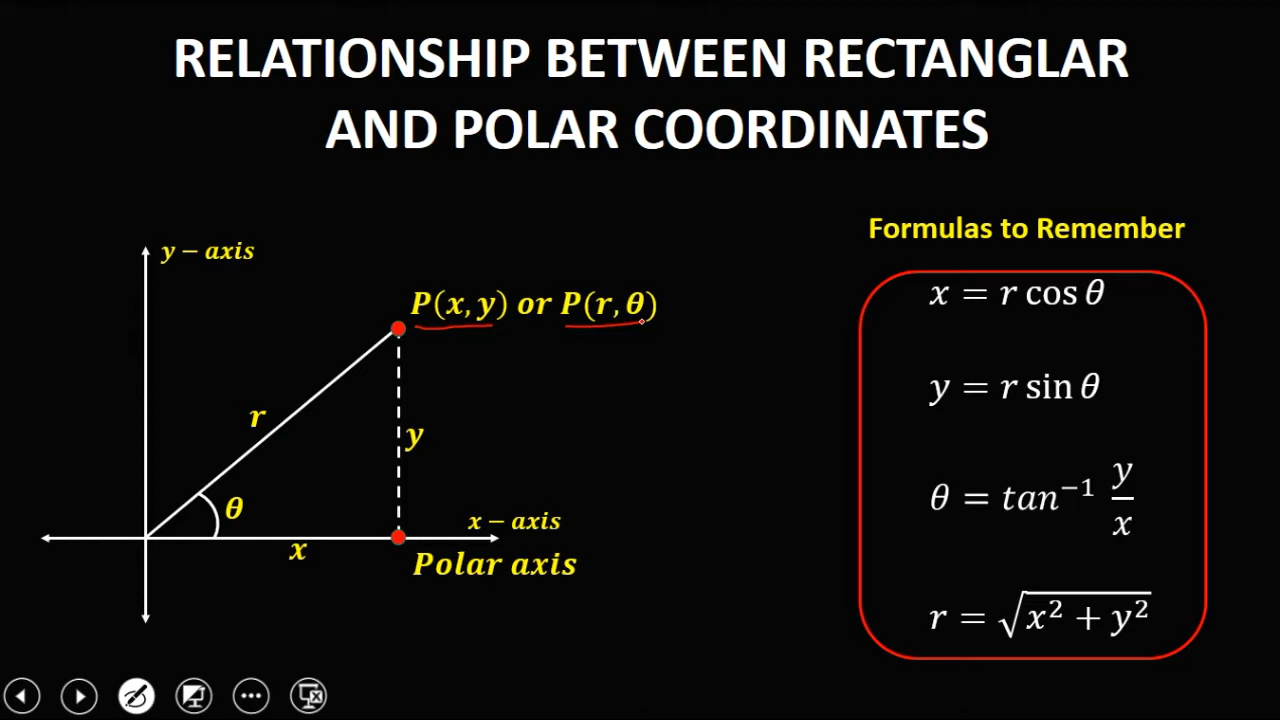 RELATIONSHIP BETWEEN RECTANGLAR
AND POLAR COORDINATES
y − axis
P(x, y) or P(r, θ)
r
y
θ
x − axis
x
Polar axis
Formulas to Remember
x = r cos θ
y = r sin θ
θ = tan⁻¹ y/x
r = √(x² + y²)